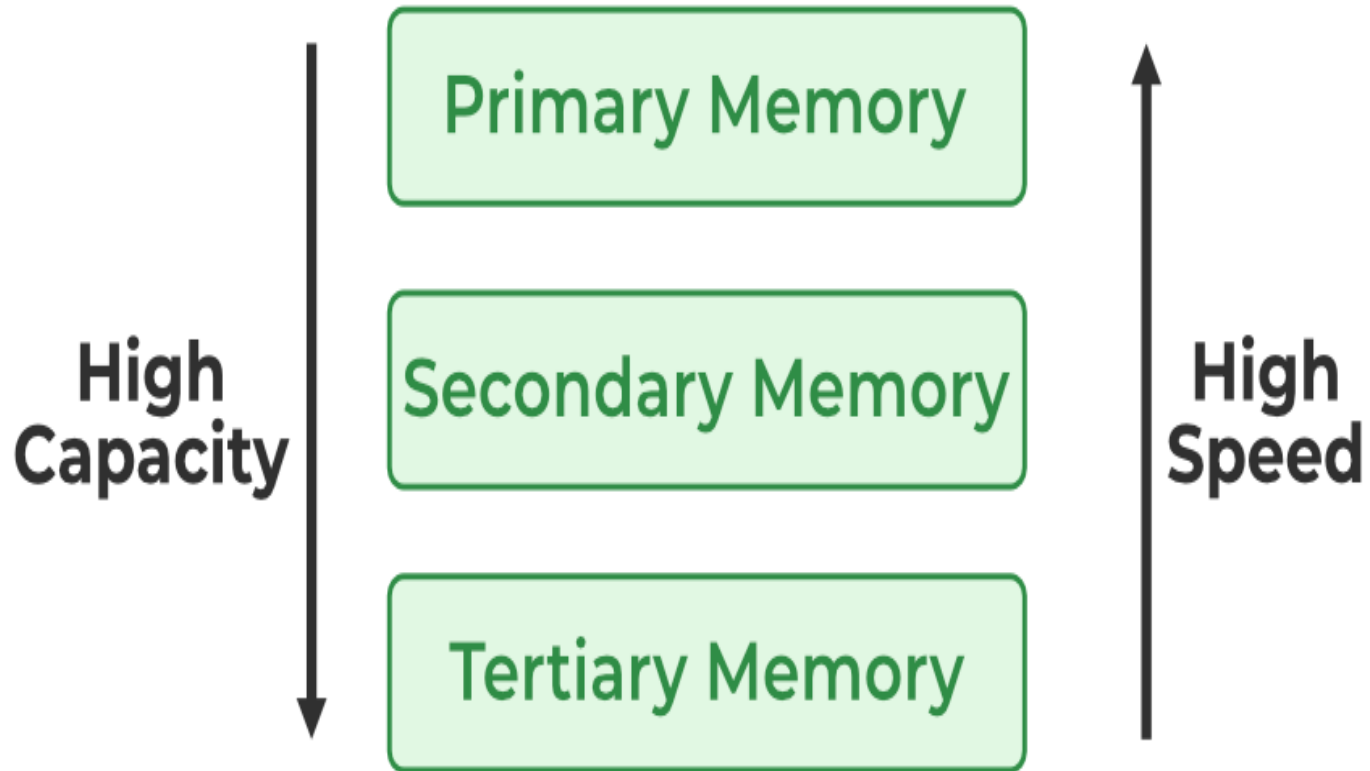 Primary Memory
High
Capacity
Secondary Memory
High
Speed
Tertiary Memory